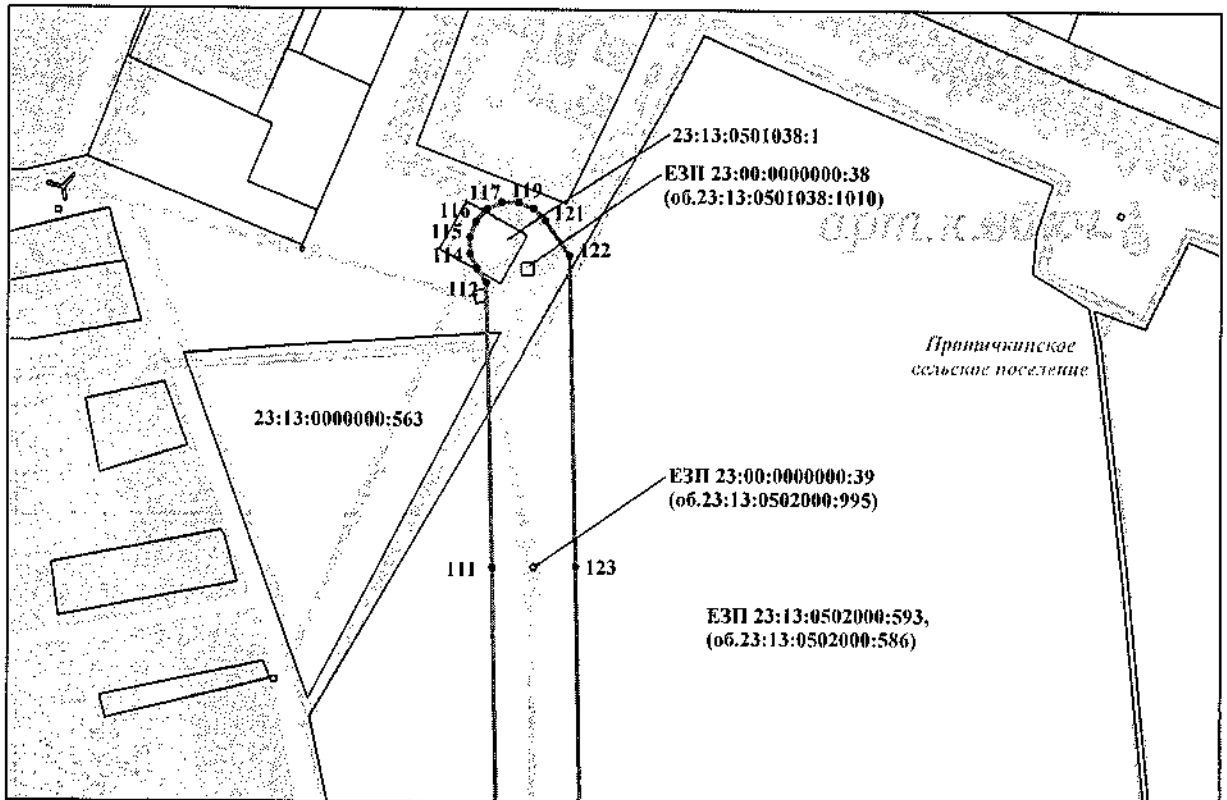 23:13:0501038:1
ЕЗП 23:00:0000000:38
(об.23:13:0501038:1010)
117
119
116
121
115
114
122
112
арт.к.
сельское поселение
23:13:0000000:563
ЕЗП 23:00:0000000:39
(об.23:13:0502000:995)
111
123
ЕЗП 23:13:0502000:593,
(об.23:13:0502000:586)